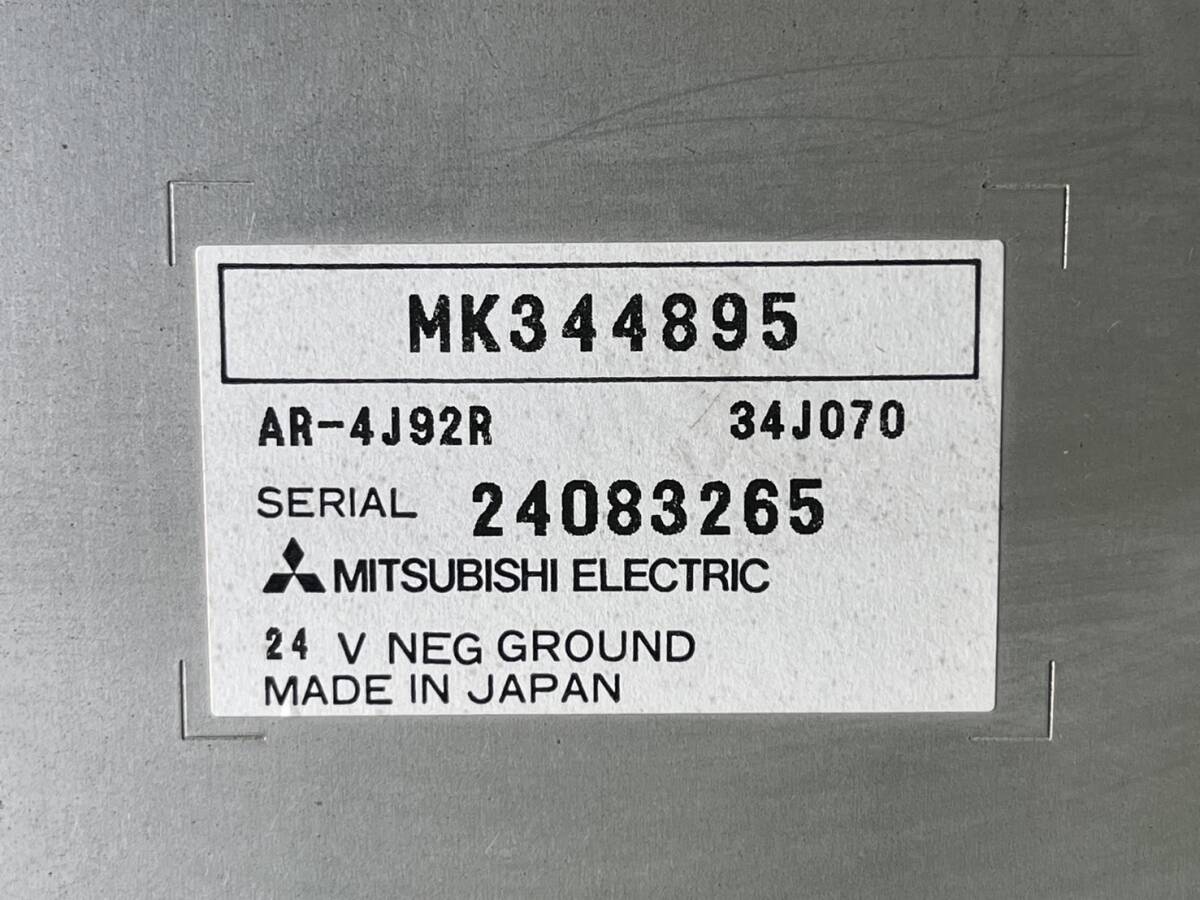 MK344895
AR-4J92R 34J070
SERIAL 24083265
MITSUBISHI ELECTRIC
24 V NEG GROUND
MADE IN JAPAN